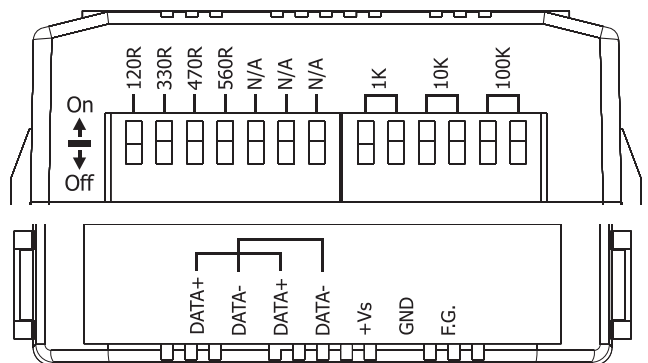 120R
330R
470R
560R
N/A
N/A
N/A
1K
10K
100K
On
Off
DATA+
DATA-
DATA+
DATA-
+Vs
GND
F.G.